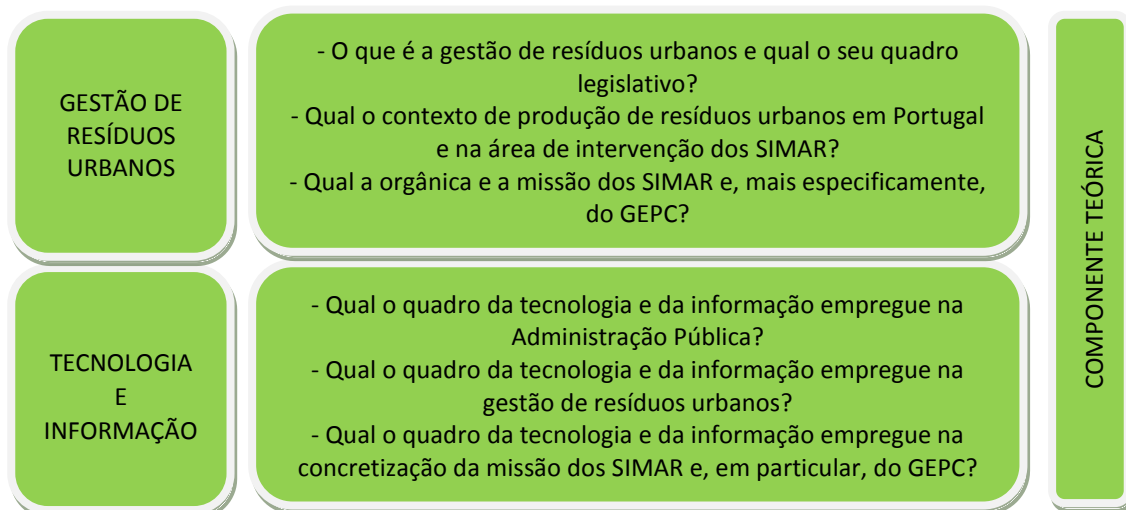 GESTÃO DE
RESÍDUOS
URBANOS
- O que é a gestão de resíduos urbanos e qual o seu quadro
legislativo?
- Qual o contexto de produção de resíduos urbanos em Portugal
e na área de intervenção dos SIMAR?
- Qual a orgânica e a missão dos SIMAR e, mais especificamente,
do GEPC?
TECNOLOGIA
E
INFORMAÇÃO
- Qual o quadro da tecnologia e da informação empregue na
Administração Pública?
- Qual o quadro da tecnologia e da informação empregue na
gestão de resíduos urbanos?
- Qual o quadro da tecnologia e da informação empregue na
concretização da missão dos SIMAR e, em particular, do GEPC?
COMPONENTE TEÓRICA